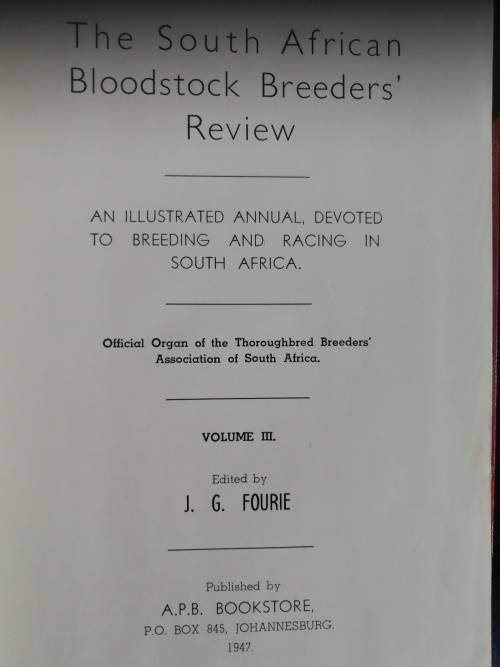 The South African
Bloodstock Breeders'
Review
AN ILLUSTRATED ANNUAL, DEVOTED
TO BREEDING AND RACING IN
SOUTH AFRICA.
Official Organ of the Thoroughbred Breeders'
Association of South Africa.
VOLUME III.
Edited by
J. G. FOURIE
Published by
A.P.B. BOOKSTORE,
P.O. BOX 845, JOHANNESBURG.
1947.